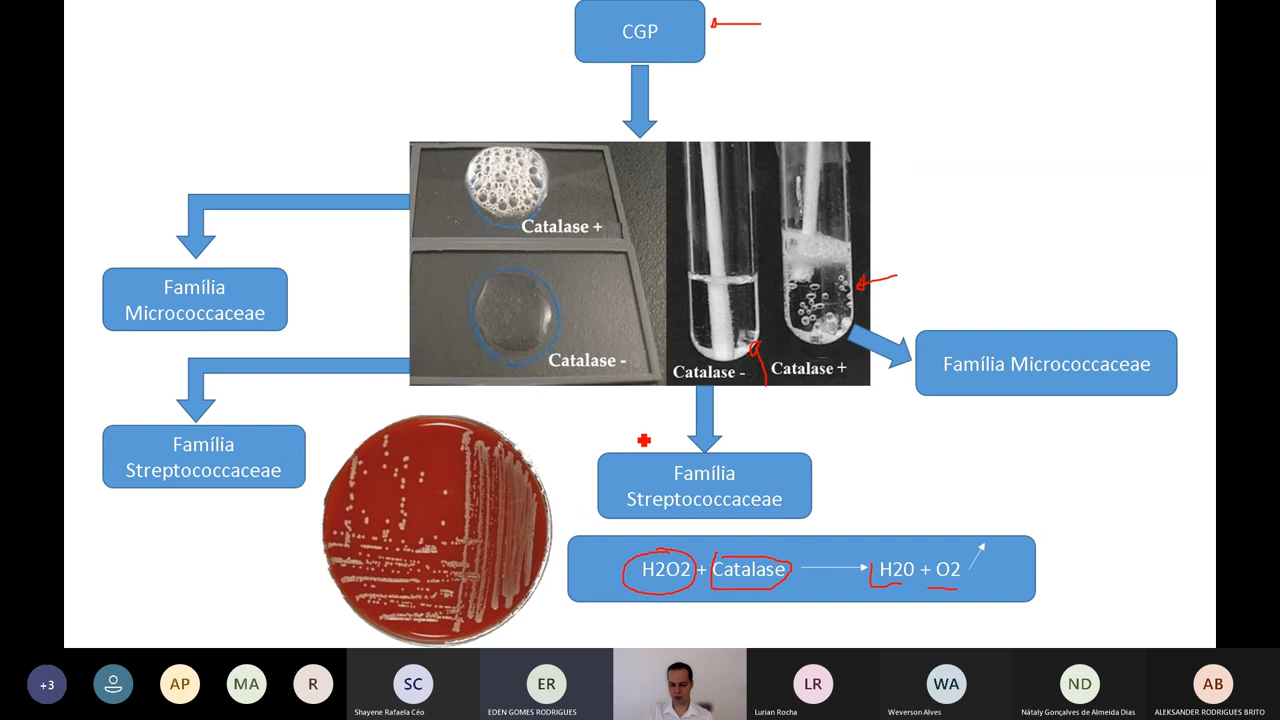 CGP
Catalase +
Catalase -
Catalase -
Catalase +
Família
Micrococcaceae
Família Micrococcaceae
Família
Streptococcaceae
Família
Streptococcaceae
H2O2 + Catalase
H20 + O2
+3
AP
MA
R
SC
Shayene Rafaela Céo
ER
EDEN GOMES RODRIGUES
LR
Lurian Rocha
WA
Weverson Alves
ND
Nátaly Gonçalves de Almeida Dias
AB
ALEKSANDER RODRIGUES BRITO